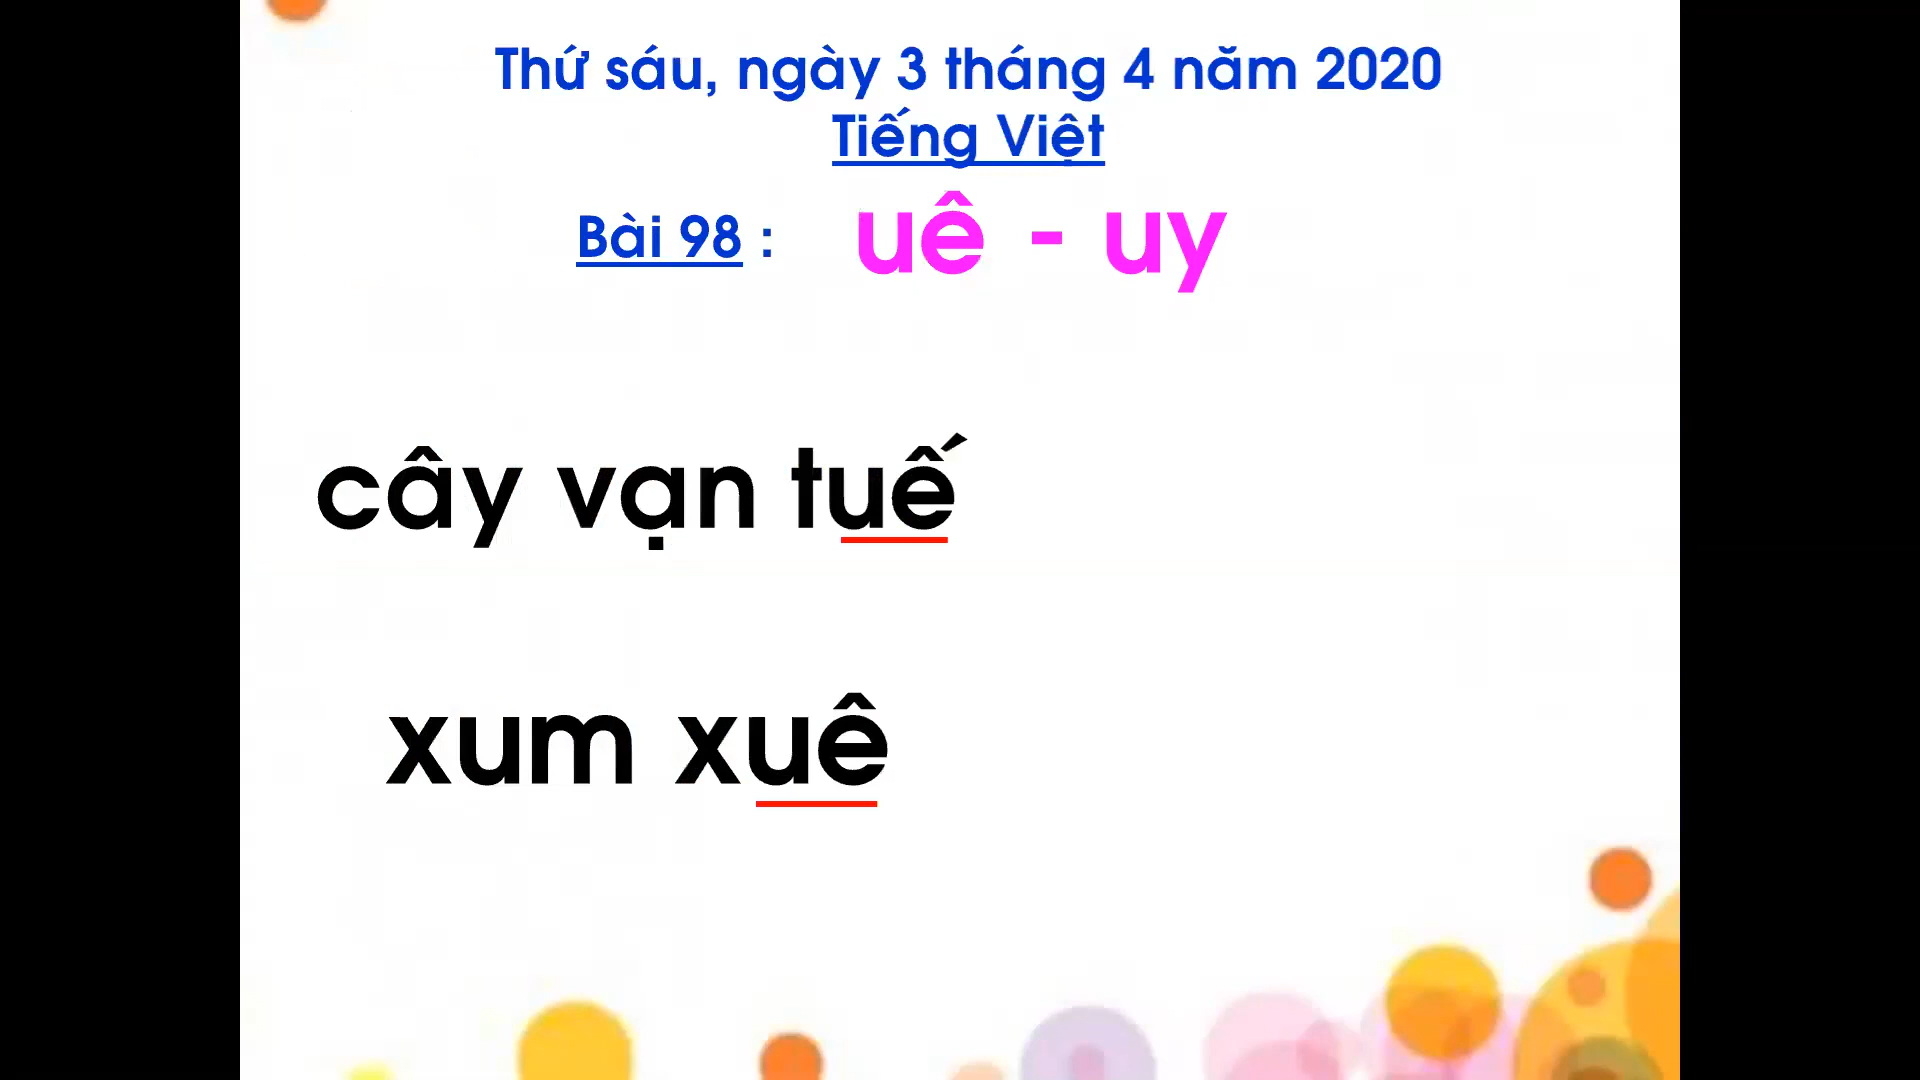 Thứ sáu, ngày 3 tháng 4 năm 2020
Tiếng Việt
Bài 98 : uê - uy
cây vạn tuế
xum xuê